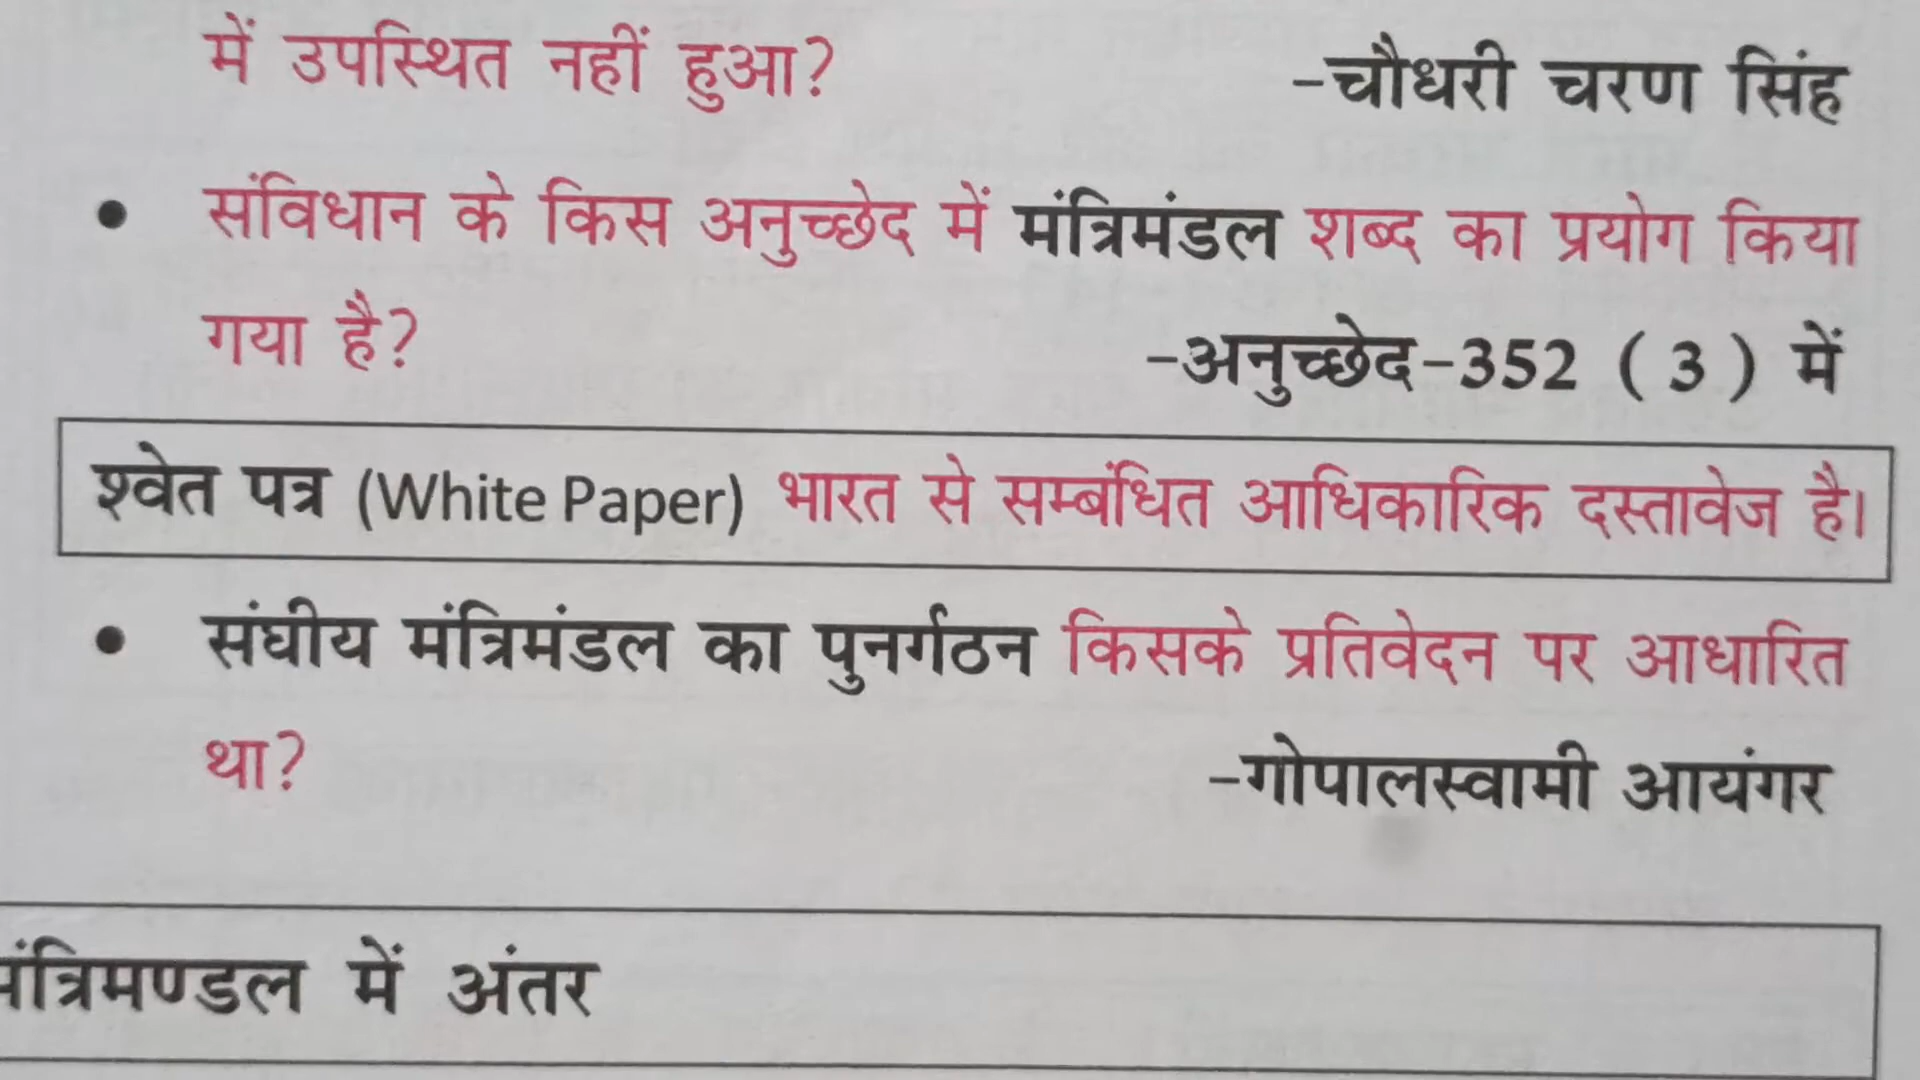 में उपस्थित नहीं हुआ? -चौधरी चरण सिंह
• संविधान के किस अनुच्छेद में मंत्रिमंडल शब्द का प्रयोग किया
गया है? -अनुच्छेद-352 ( 3 ) में
श्वेत पत्र (White Paper) भारत से सम्बंधित आधिकारिक दस्तावेज है।
• संघीय मंत्रिमंडल का पुनर्गठन किसके प्रतिवेदन पर आधारित
था? -गोपालस्वामी आयंगर
मंत्रिमण्डल में अंतर